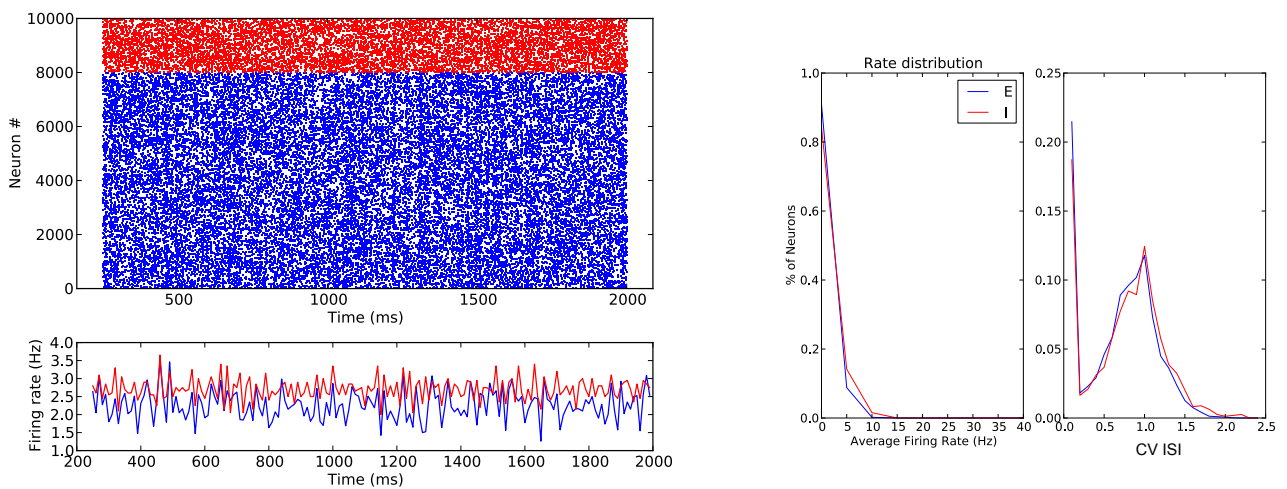 10000
8000
6000
4000
2000
0
Neuron #
500 1000 1500 2000
Time (ms)
4.0
3.5
3.0
2.5
2.0
1.5
1.0
Firing rate (Hz)
200 400 600 800 1000 1200 1400 1600 1800 2000
Time (ms)
Rate distribution
E
I
1.0
0.8
0.6
0.4
0.2
0.0
% of Neurons
0 5 10 15 20 25 30 35 40
Average Firing Rate (Hz)
0.25
0.20
0.15
0.10
0.05
0.00
0.0 0.5 1.0 1.5 2.0 2.5
CV ISI